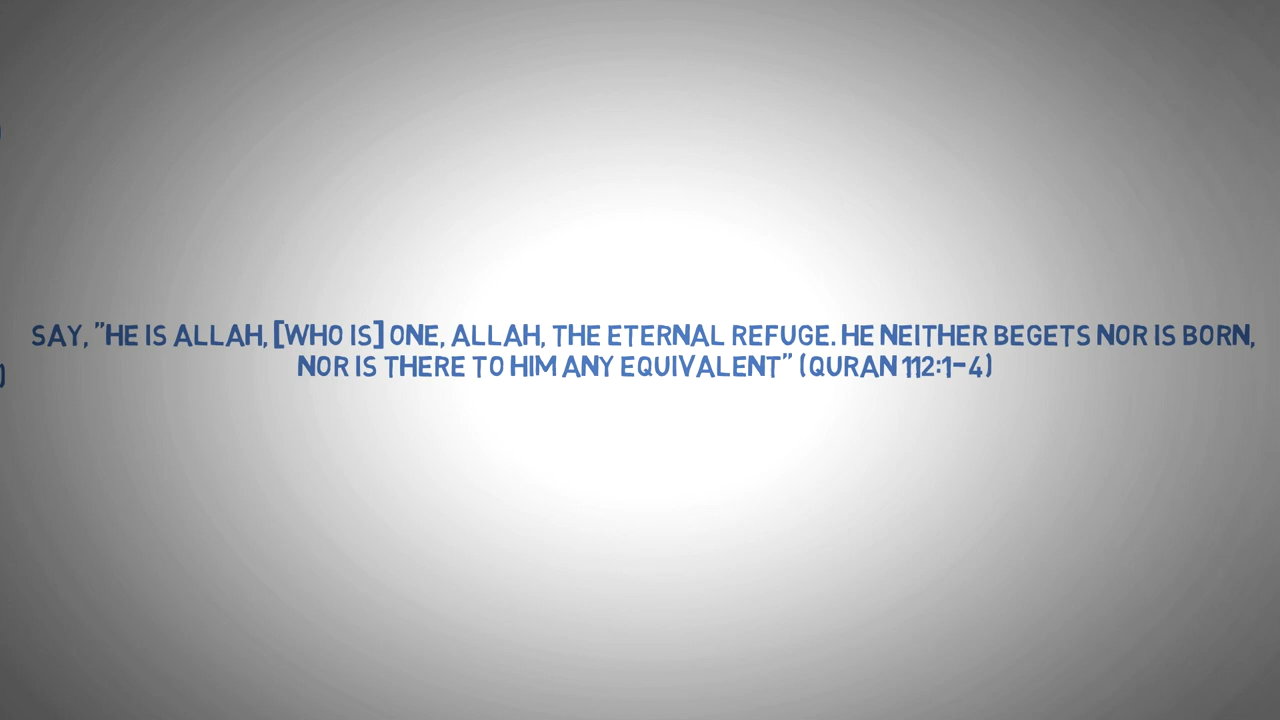 SAY, "HE IS ALLAH, [WHO IS] ONE, ALLAH, THE ETERNAL REFUGE. HE NEITHER BEGETS NOR IS BORN,
NOR IS THERE TO HIM ANY EQUIVALENT" (QURAN 112:1-4)